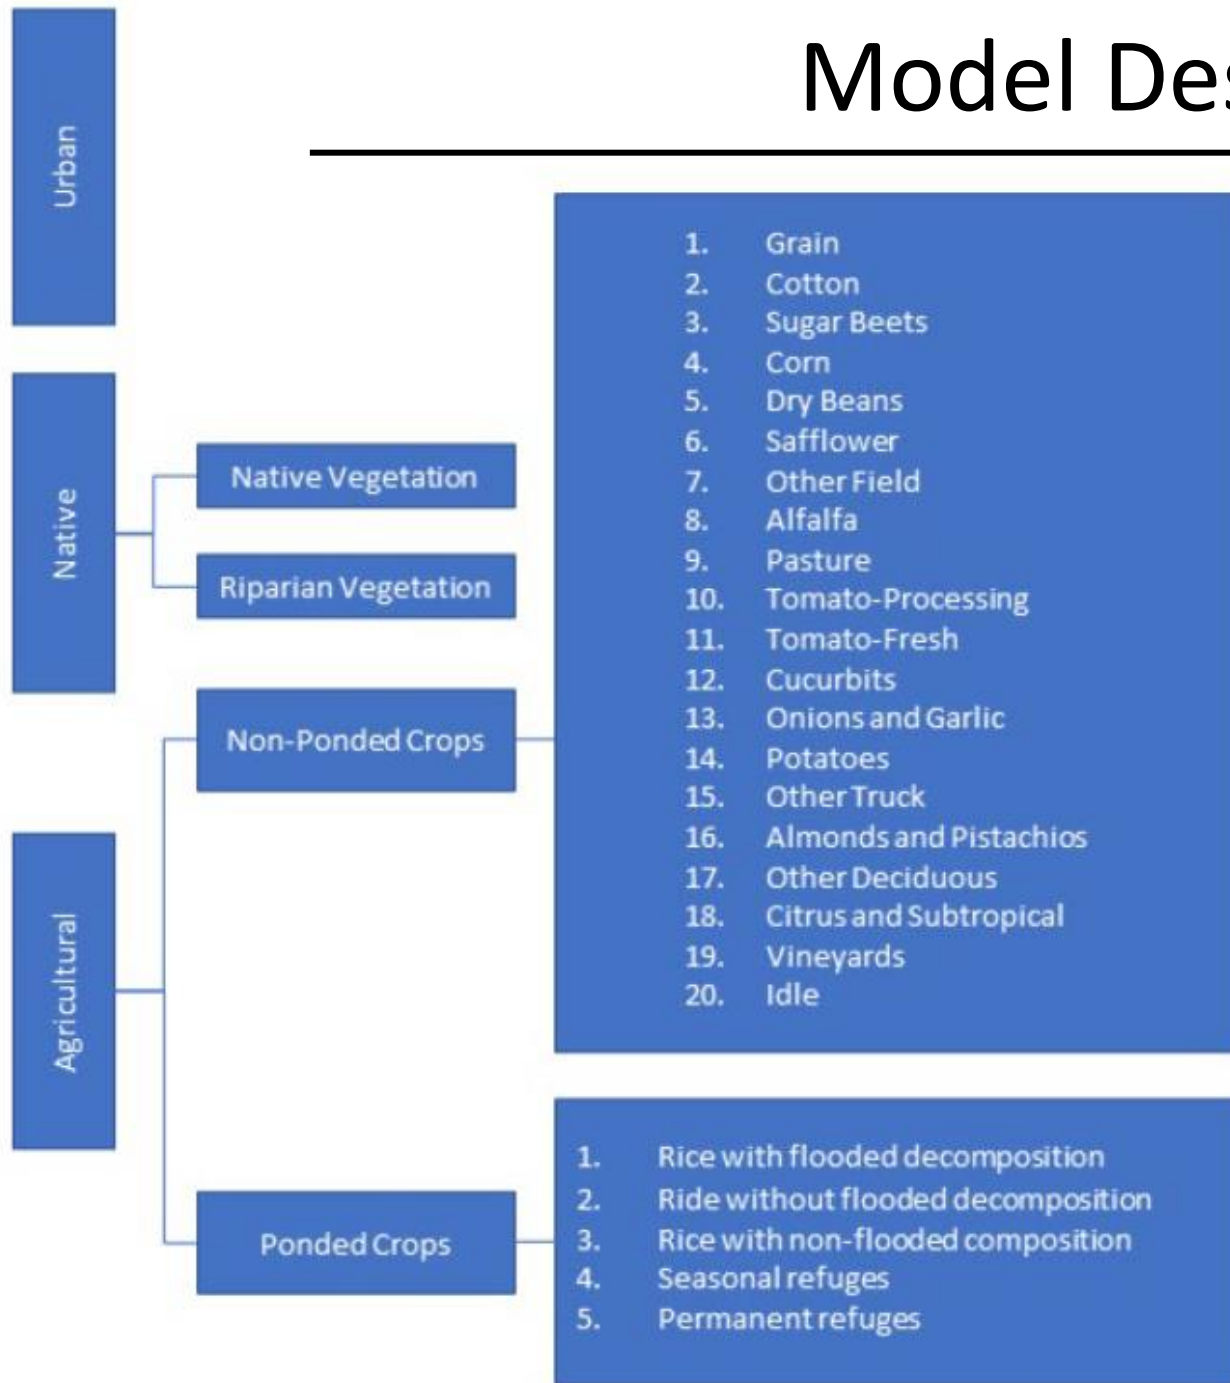 Model Des
Urban
Native
Native Vegetation
Riparian Vegetation
Agricultural
Non-Ponded Crops
1. Grain
2. Cotton
3. Sugar Beets
4. Corn
5. Dry Beans
6. Safflower
7. Other Field
8. Alfalfa
9. Pasture
10. Tomato-Processing
11. Tomato-Fresh
12. Cucurbits
13. Onions and Garlic
14. Potatoes
15. Other Truck
16. Almonds and Pistachios
17. Other Deciduous
18. Citrus and Subtropical
19. Vineyards
20. Idle
Ponded Crops
1. Rice with flooded decomposition
2. Ride without flooded decomposition
3. Rice with non-flooded composition
4. Seasonal refuges
5. Permanent refuges